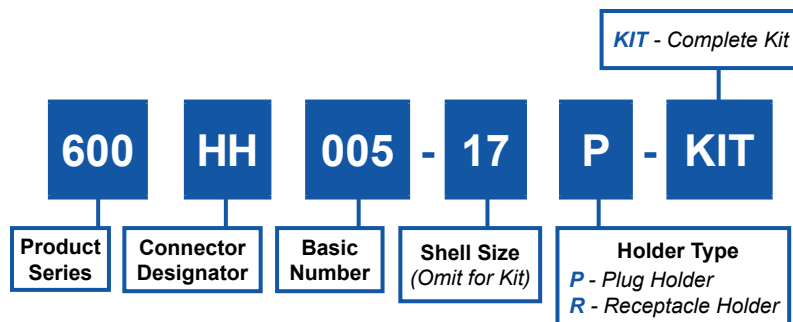 KIT - Complete Kit
600 HH 005 - 17 P - KIT
Product
Series
Connector
Designator
Basic
Number
Shell Size
(Omit for Kit)
Holder Type
P - Plug Holder
R - Receptacle Holder